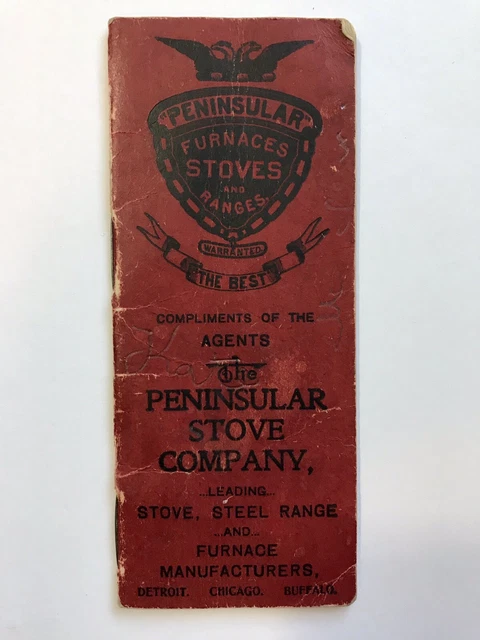 "PENINSULAR"
FURNACES
STOVES
AND
RANGES,
WARRANTED.
THE BEST
COMPLIMENTS OF THE
AGENTS
the
PENINSULAR
STOVE
COMPANY,
...LEADING...
STOVE, STEEL RANGE
...AND...
FURNACE
MANUFACTURERS,
DETROIT. CHICAGO. BUFFALO.